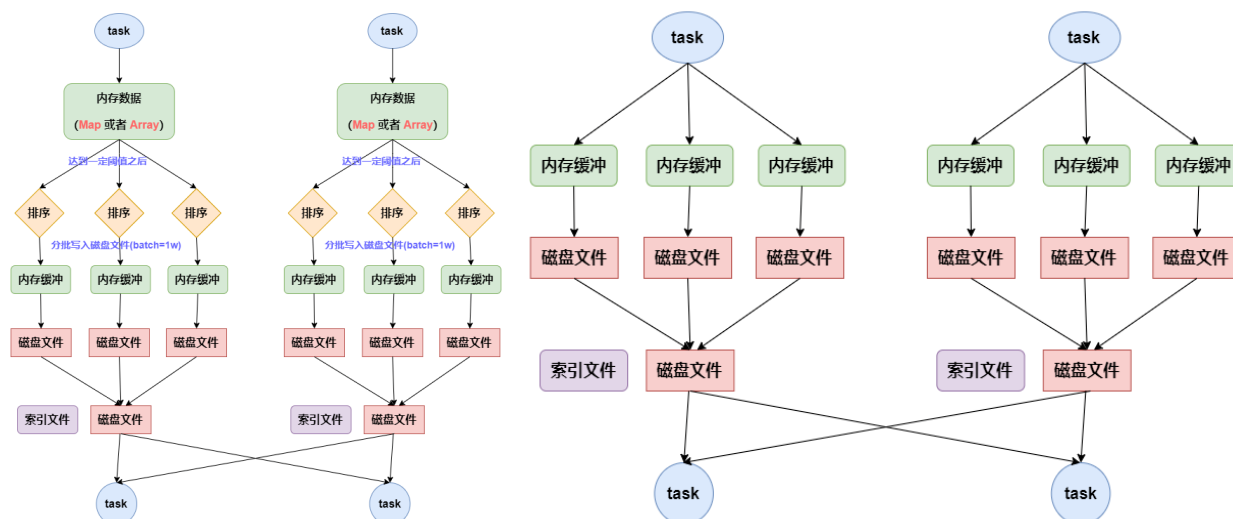 task
task
task
task
内存数据
(Map 或者 Array)
内存数据
(Map 或者 Array)
达到一定阈值之后
达到一定阈值之后
内存缓冲
内存缓冲
内存缓冲
内存缓冲
内存缓冲
内存缓冲
排序
排序
排序
排序
排序
排序
分批写入磁盘文件(batch=1w)
分批写入磁盘文件(batch=1w)
磁盘文件
磁盘文件
磁盘文件
磁盘文件
磁盘文件
磁盘文件
内存缓冲
内存缓冲
内存缓冲
内存缓冲
内存缓冲
内存缓冲
磁盘文件
磁盘文件
磁盘文件
磁盘文件
磁盘文件
磁盘文件
索引文件
磁盘文件
索引文件
磁盘文件
索引文件
磁盘文件
索引文件
磁盘文件
task
task
task
task